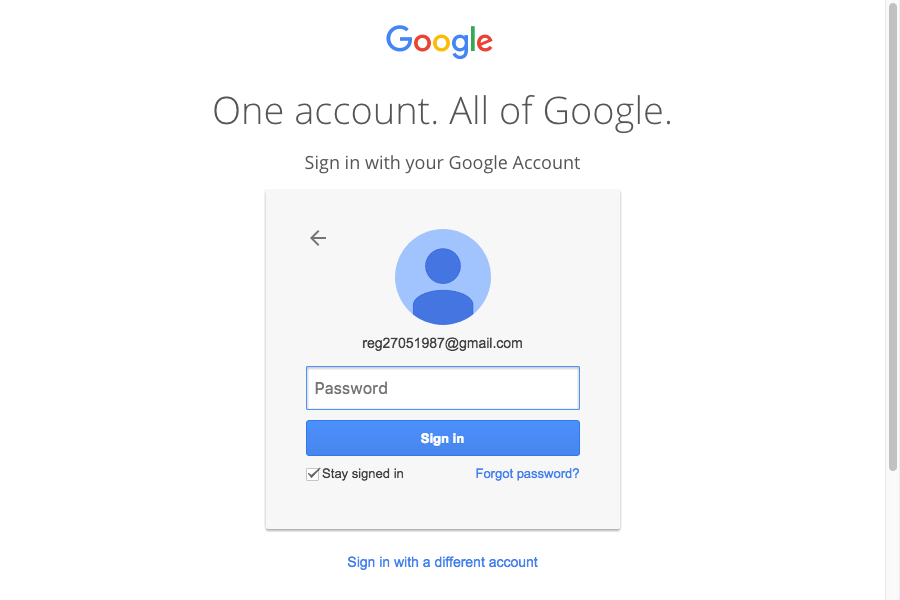 Google
One account. All of Google.
Sign in with your Google Account
reg27051987@gmail.com
Password
Sign in
Stay signed in
Forgot password?
Sign in with a different account